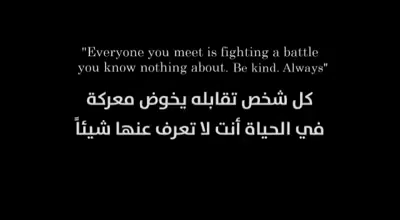 "Everyone you meet is fighting a battle
you know nothing about. Be kind. Always"
كل شخص تقابله يخوض معركة
في الحياة أنت لا تعرف عنها شيئاً